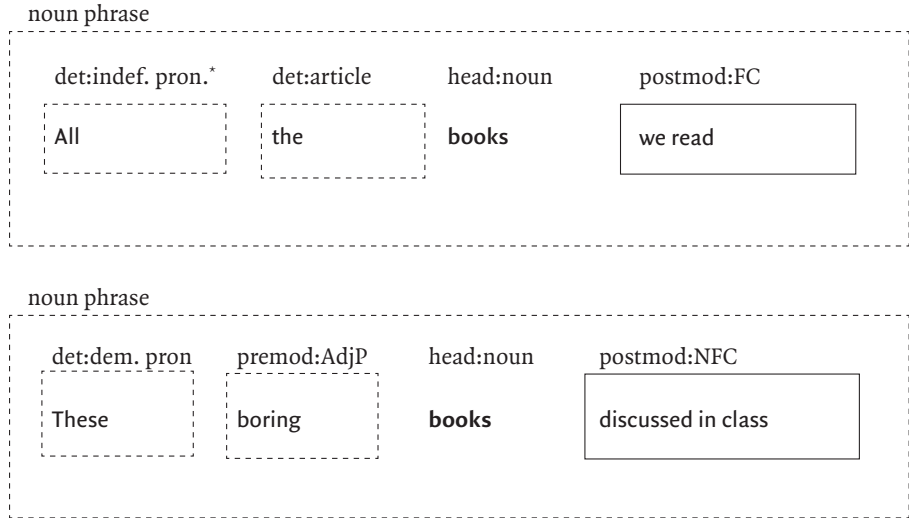 noun phrase
det:indef. pron.* det:article head:noun postmod:FC
All the books we read
noun phrase
det:dem. pron premod:AdjP head:noun postmod:NFC
These boring books discussed in class